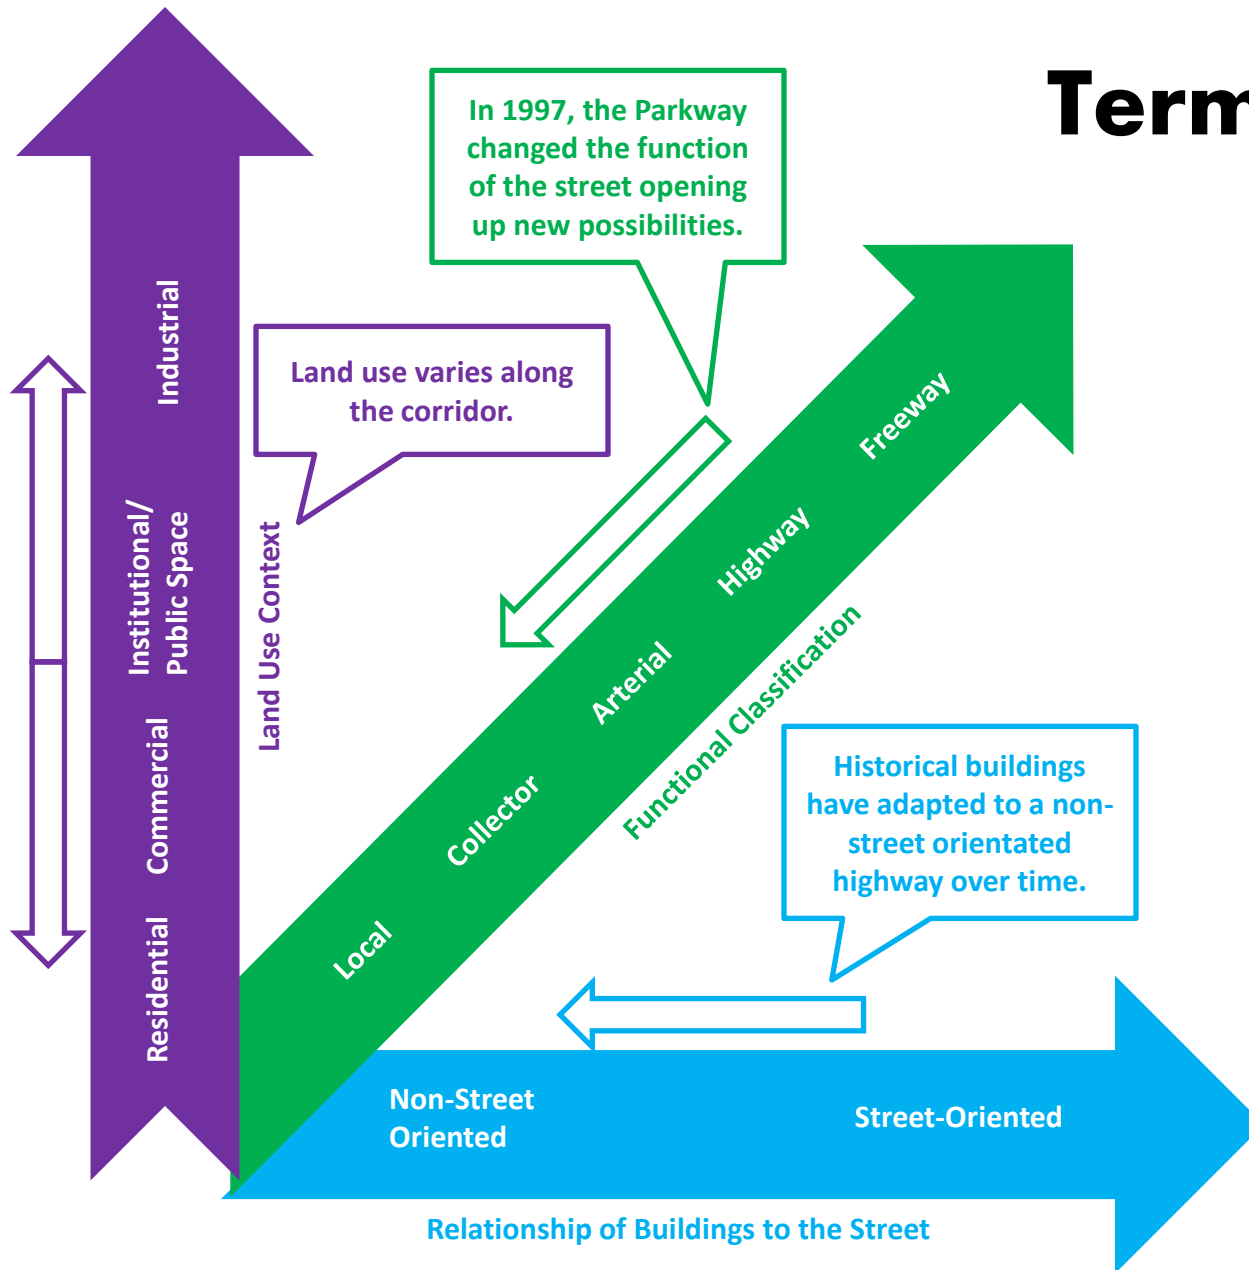 Term
In 1997, the Parkway
changed the function
of the street opening
up new possibilities.
Land use varies along
the corridor.
Industrial
Institutional/
Public Space
Commercial
Residential
Land Use Context
Freeway
Highway
Arterial
Collector
Local
Functional Classification
Historical buildings
have adapted to a non-
street orientated
highway over time.
Non-Street
Oriented
Street-Oriented
Relationship of Buildings to the Street